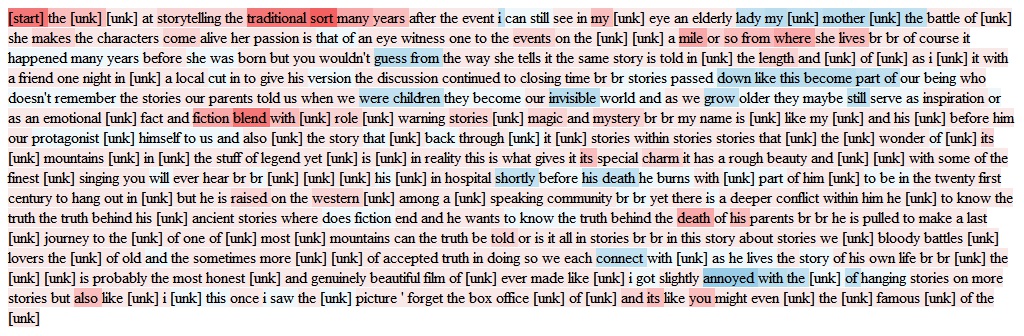 [start] the [unk] [unk] at storytelling the traditional sort many years after the event i can still see in my [unk] eye an elderly lady my [unk] mother [unk] the battle of [unk]
she makes the characters come alive her passion is that of an eye witness one to the events on the [unk] [unk] a mile or so from where she lives br br of course it
happened many years before she was born but you wouldn't guess from the way she tells it the same story is told in [unk] the length and [unk] of [unk] as i [unk] it with
a friend one night in [unk] a local cut in to give his version the discussion continued to closing time br br stories passed down like this become part of our being who
doesn't remember the stories our parents told us when we were children they become our invisible world and as we grow older they maybe still serve as inspiration or
as an emotional [unk] fact and fiction blend with [unk] role [unk] warning stories [unk] magic and mystery br br my name is [unk] like my [unk] and his [unk] before him
our protagonist [unk] himself to us and also [unk] the story that [unk] back through [unk] it [unk] stories within stories stories that [unk] the [unk] wonder of [unk] its
[unk] mountains [unk] in [unk] the stuff of legend yet [unk] is [unk] in reality this is what gives it its special charm it has a rough beauty and [unk] with some of the
finest [unk] singing you will ever hear br br [unk] [unk] [unk] his [unk] in hospital shortly before his death he burns with [unk] part of him [unk] to be in the twenty first
century to hang out in [unk] but he is raised on the western [unk] among a [unk] speaking community br br yet there is a deeper conflict within him he [unk] to know the
truth the truth behind his [unk] ancient stories where does fiction end and he wants to know the truth behind the death of his parents br br he is pulled to make a last
[unk] journey to the [unk] of one of [unk] most [unk] mountains can the truth be told or is it all in stories br br in this story about stories we [unk] bloody battles [unk]
lovers the [unk] of old and the sometimes more [unk] of accepted truth in doing so we each connect with [unk] as he lives the story of his own life br br [unk] the
[unk] [unk] is probably the most honest [unk] and genuinely beautiful film of [unk] ever made like [unk] i got slightly annoyed with the [unk] of hanging stories on more
stories but also like [unk] i [unk] this once i saw the [unk] picture ' forget the box office [unk] of [unk] and its like you might even [unk] the [unk] famous [unk] of the
[unk]